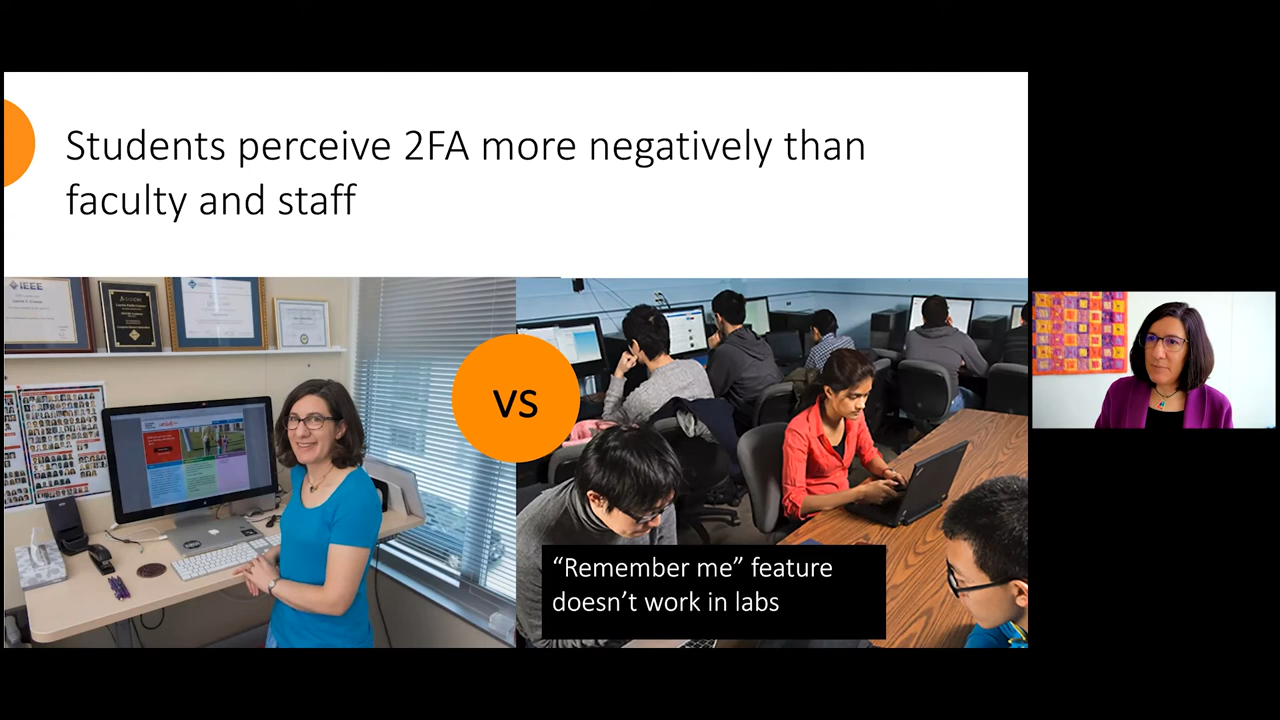 Students perceive 2FA more negatively than
faculty and staff
IEEE
vs
“Remember me” feature
doesn’t work in labs